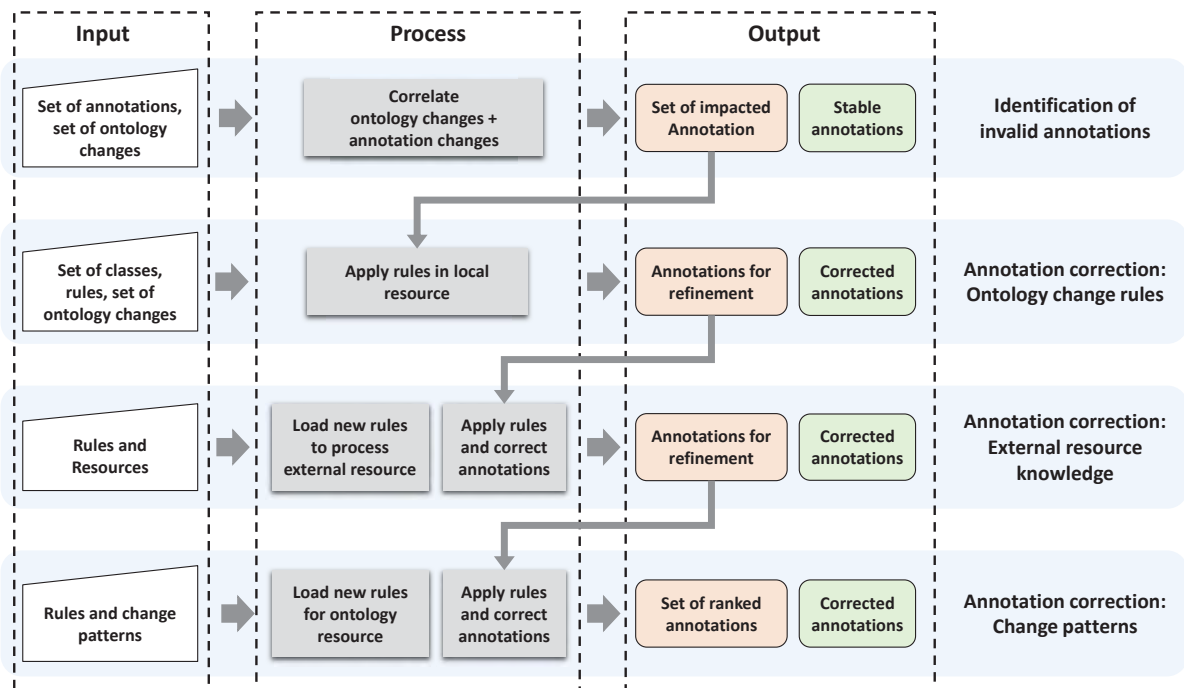 Input
Process
Output
Set of annotations,
set of ontology
changes
Correlate
ontology changes +
annotation changes
Set of impacted
Annotation
Stable
annotations
Identification of
invalid annotations
Set of classes,
rules, set of
ontology changes
Apply rules in local
resource
Annotations for
refinement
Corrected
annotations
Annotation correction:
Ontology change rules
Rules and
Resources
Load new rules
to process
external resource
Apply rules
and correct
annotations
Annotations for
refinement
Corrected
annotations
Annotation correction:
External resource
knowledge
Rules and change
patterns
Load new rules
for ontology
resource
Apply rules
and correct
annotations
Set of ranked
annotations
Corrected
annotations
Annotation correction:
Change patterns